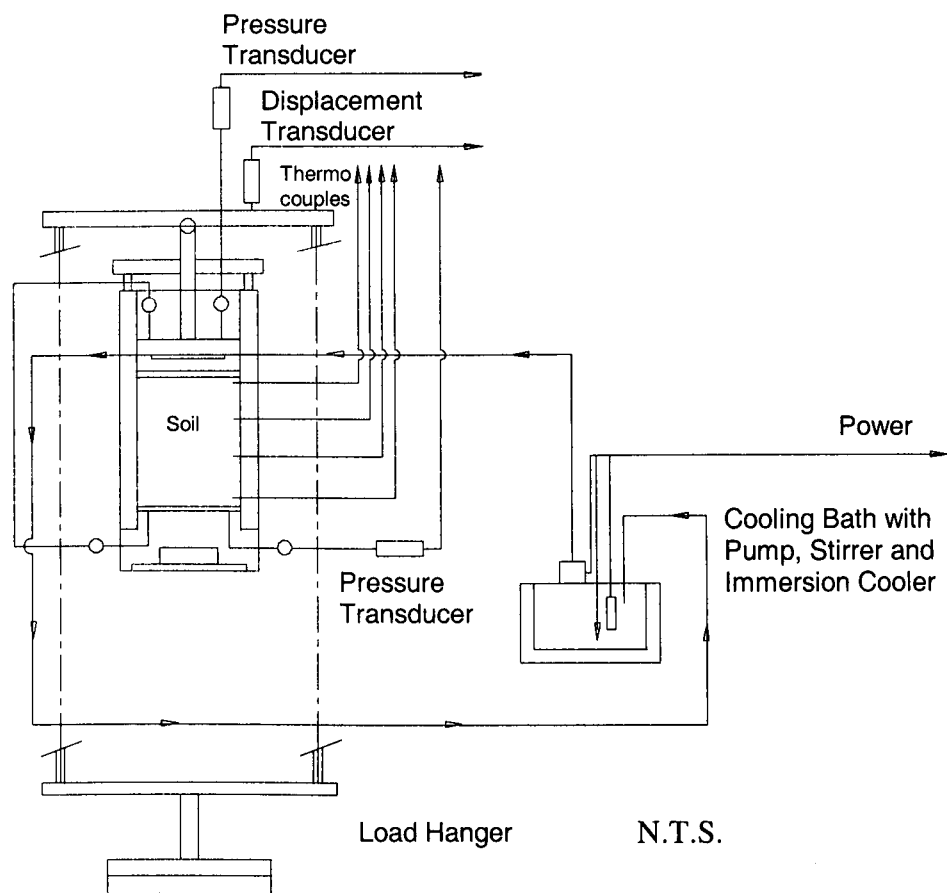 Pressure
Transducer
Displacement
Transducer
Thermo
couples
Soil
Power
Cooling Bath with
Pump, Stirrer and
Immersion Cooler
Pressure
Transducer
Load Hanger
N.T.S.